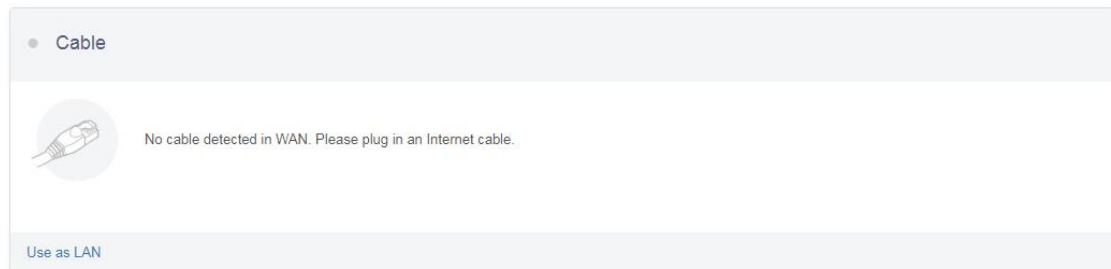 Cable
No cable detected in WAN. Please plug in an Internet cable.
Use as LAN